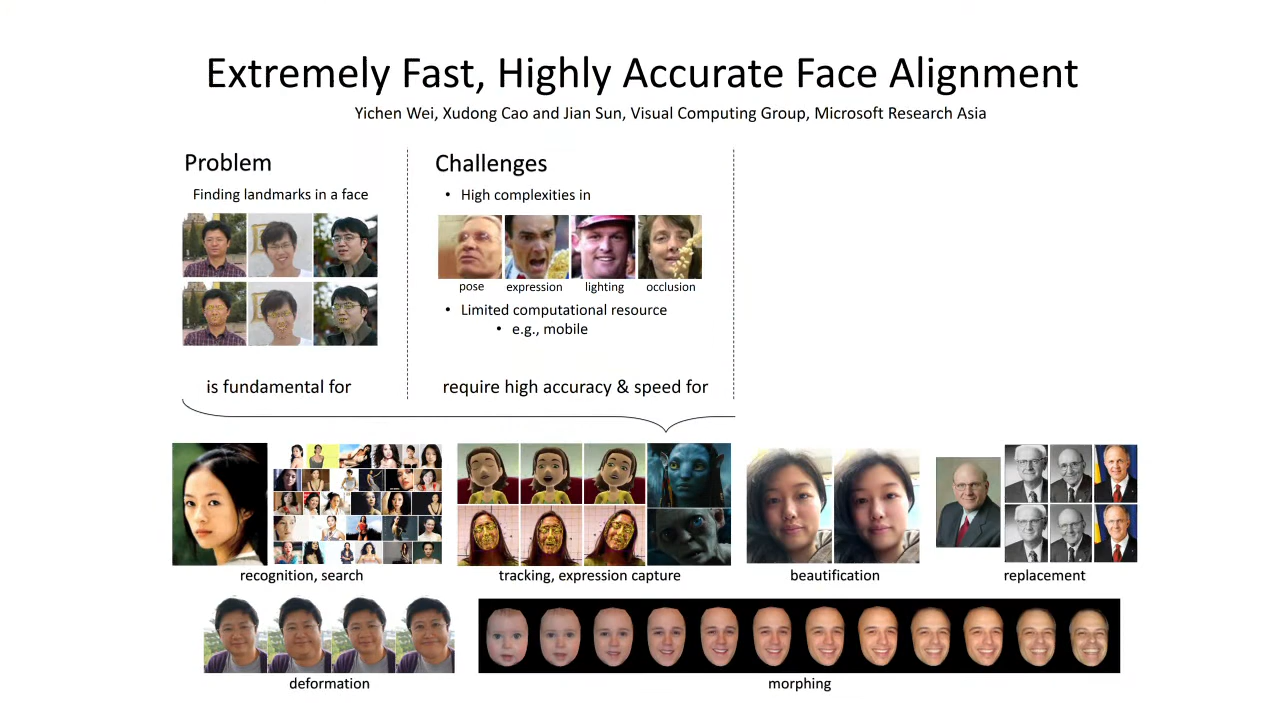 Extremely Fast, Highly Accurate Face Alignment
Yichen Wei, Xudong Cao and Jian Sun, Visual Computing Group, Microsoft Research Asia
Problem
Finding landmarks in a face
is fundamental for
Challenges
• High complexities in
pose expression lighting occlusion
• Limited computational resource
• e.g., mobile
require high accuracy & speed for
recognition, search
tracking, expression capture
beautification
replacement
deformation
morphing